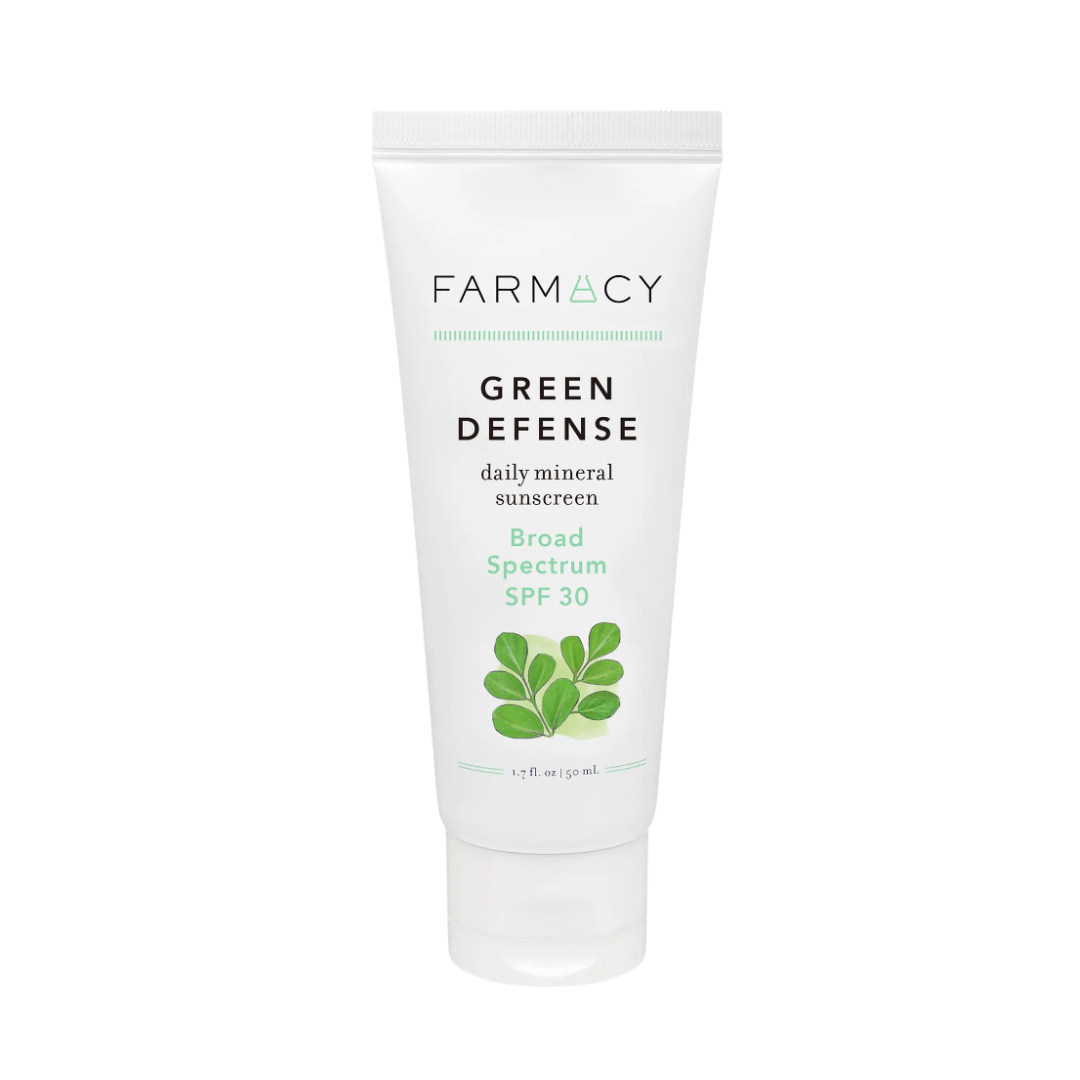 FARMACY
GREEN
DEFENSE
daily mineral
sunscreen
Broad
Spectrum
SPF 30
1.7 fl. oz | 50 mL